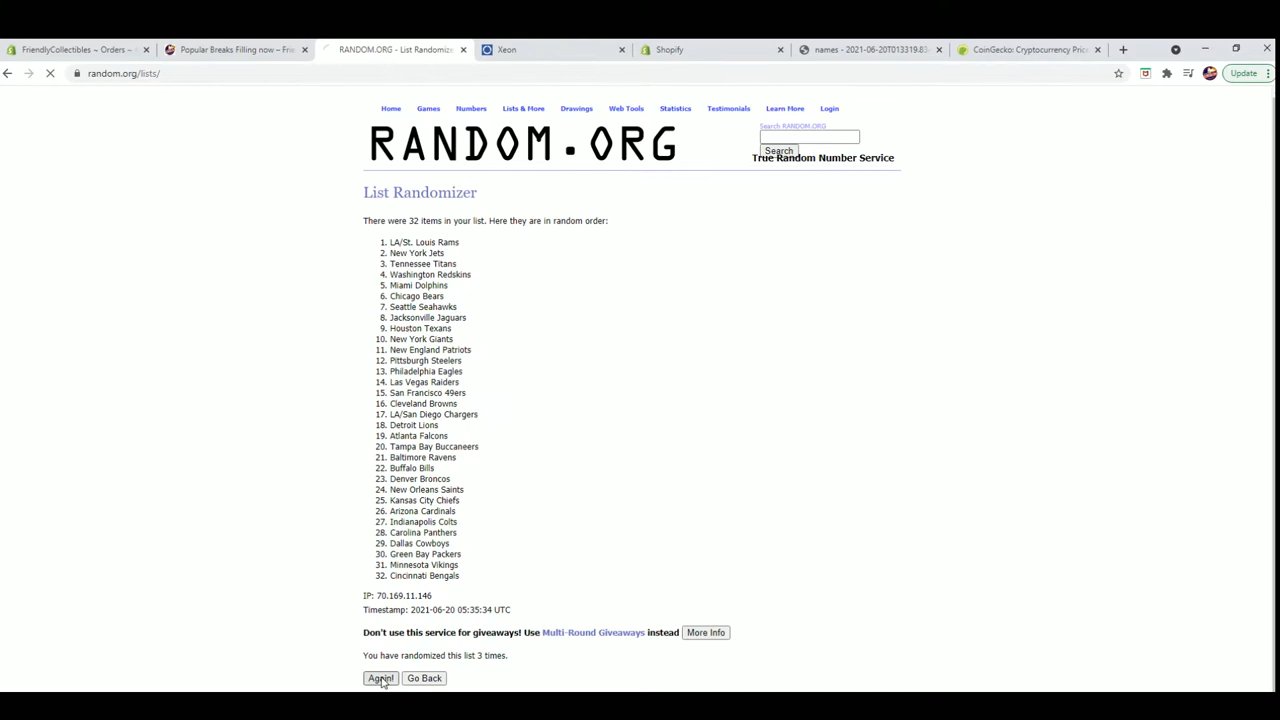 FriendlyCollectibles ~ Orders ~
Popular Breaks Filling now – Frie
RANDOM.ORG - List Randomize
Xeon
Shopify
names - 2021-06-20T013319.83
CoinGecko: Cryptocurrency Price
random.org/lists/
Update
Home Games Numbers Lists & More Drawings Web Tools Statistics Testimonials Learn More Login
Search RANDOM.ORG
RANDOM.ORG
Search
True Random Number Service
List Randomizer
There were 32 items in your list. Here they are in random order:
1. LA/St. Louis Rams
2. New York Jets
3. Tennessee Titans
4. Washington Redskins
5. Miami Dolphins
6. Chicago Bears
7. Seattle Seahawks
8. Jacksonville Jaguars
9. Houston Texans
10. New York Giants
11. New England Patriots
12. Pittsburgh Steelers
13. Philadelphia Eagles
14. Las Vegas Raiders
15. San Francisco 49ers
16. Cleveland Browns
17. LA/San Diego Chargers
18. Detroit Lions
19. Atlanta Falcons
20. Tampa Bay Buccaneers
21. Baltimore Ravens
22. Buffalo Bills
23. Denver Broncos
24. New Orleans Saints
25. Kansas City Chiefs
26. Arizona Cardinals
27. Indianapolis Colts
28. Carolina Panthers
29. Dallas Cowboys
30. Green Bay Packers
31. Minnesota Vikings
32. Cincinnati Bengals
IP: 70.169.11.146
Timestamp: 2021-06-20 05:35:34 UTC
Don't use this service for giveaways! Use Multi-Round Giveaways instead More Info
You have randomized this list 3 times.
Again! Go Back